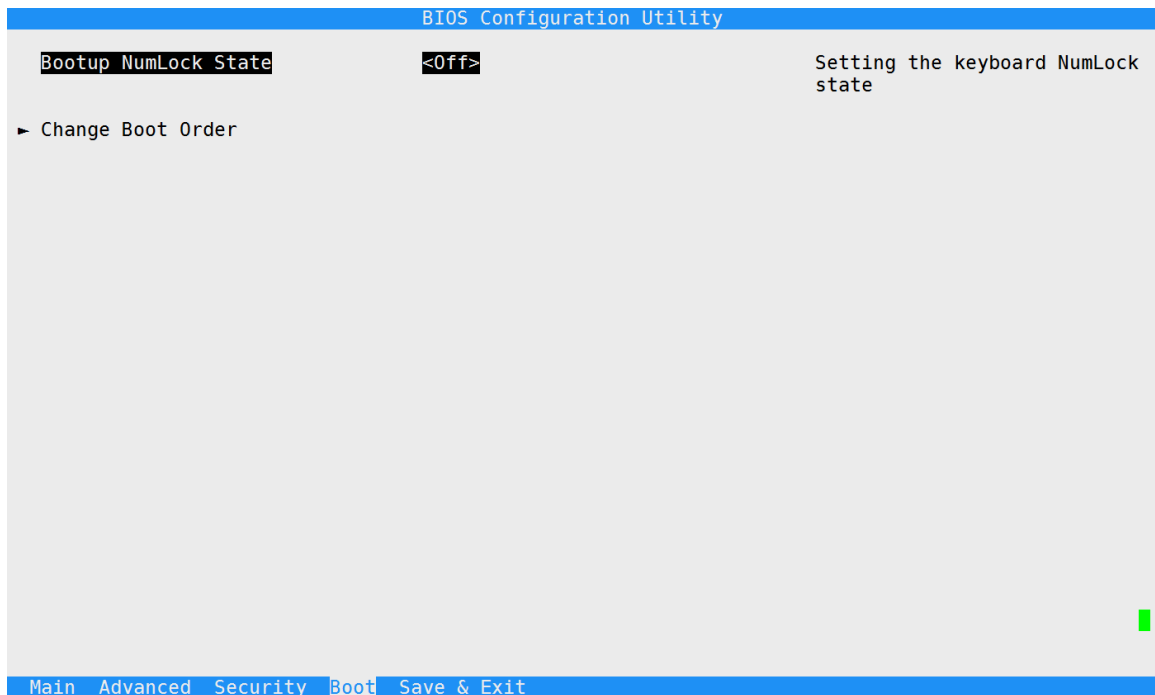 BIOS Configuration Utility
Bootup NumLock State <Off> Setting the keyboard NumLock
state
► Change Boot Order
Main Advanced Security Boot Save & Exit